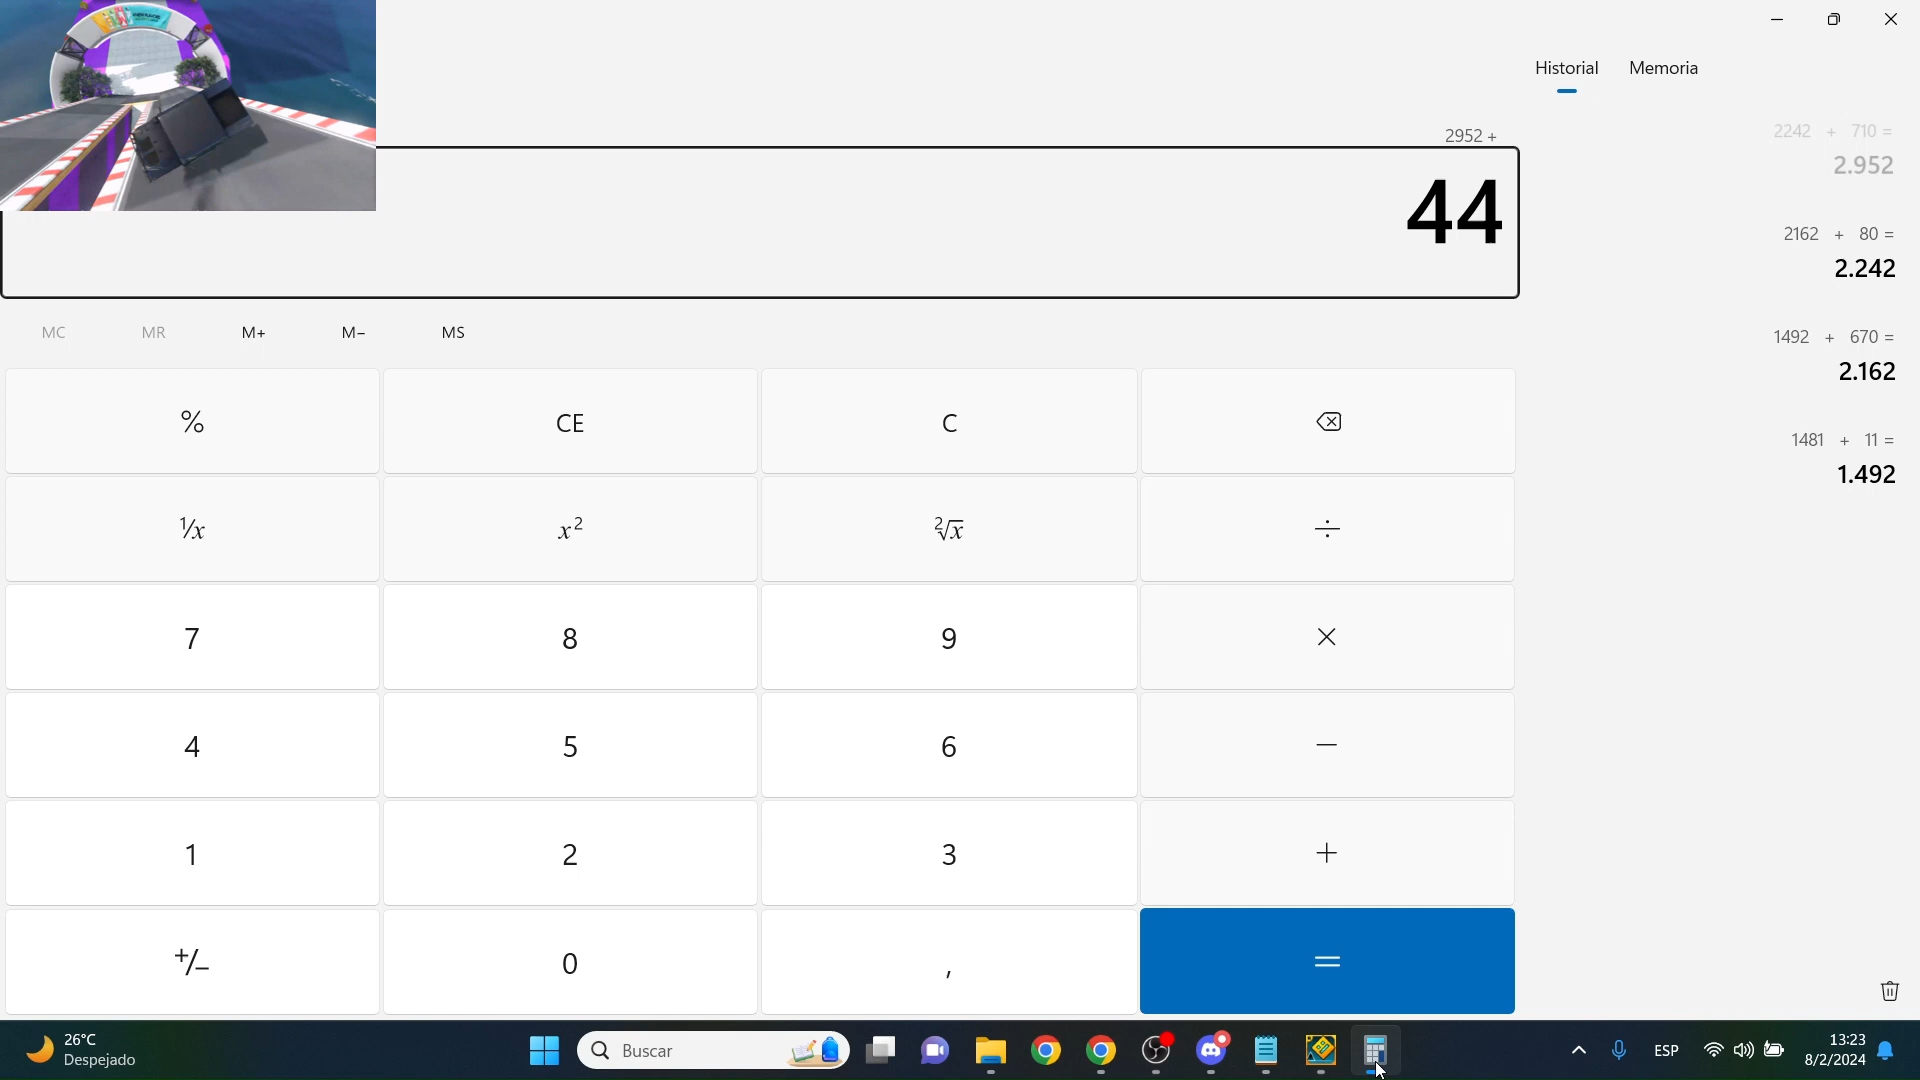 Historial Memoria
2952 +
44
2242 + 710 =
2.952
2162 + 80 =
2.242
1492 + 670 =
2.162
1481 + 11 =
1.492
MC MR M+ M− MS
% CE C
⅟x x² ²√x ÷
7 8 9 ×
4 5 6 −
1 2 3 +
+/− 0 , =
26°C
Despejado
Buscar
ESP
13:23
8/2/2024